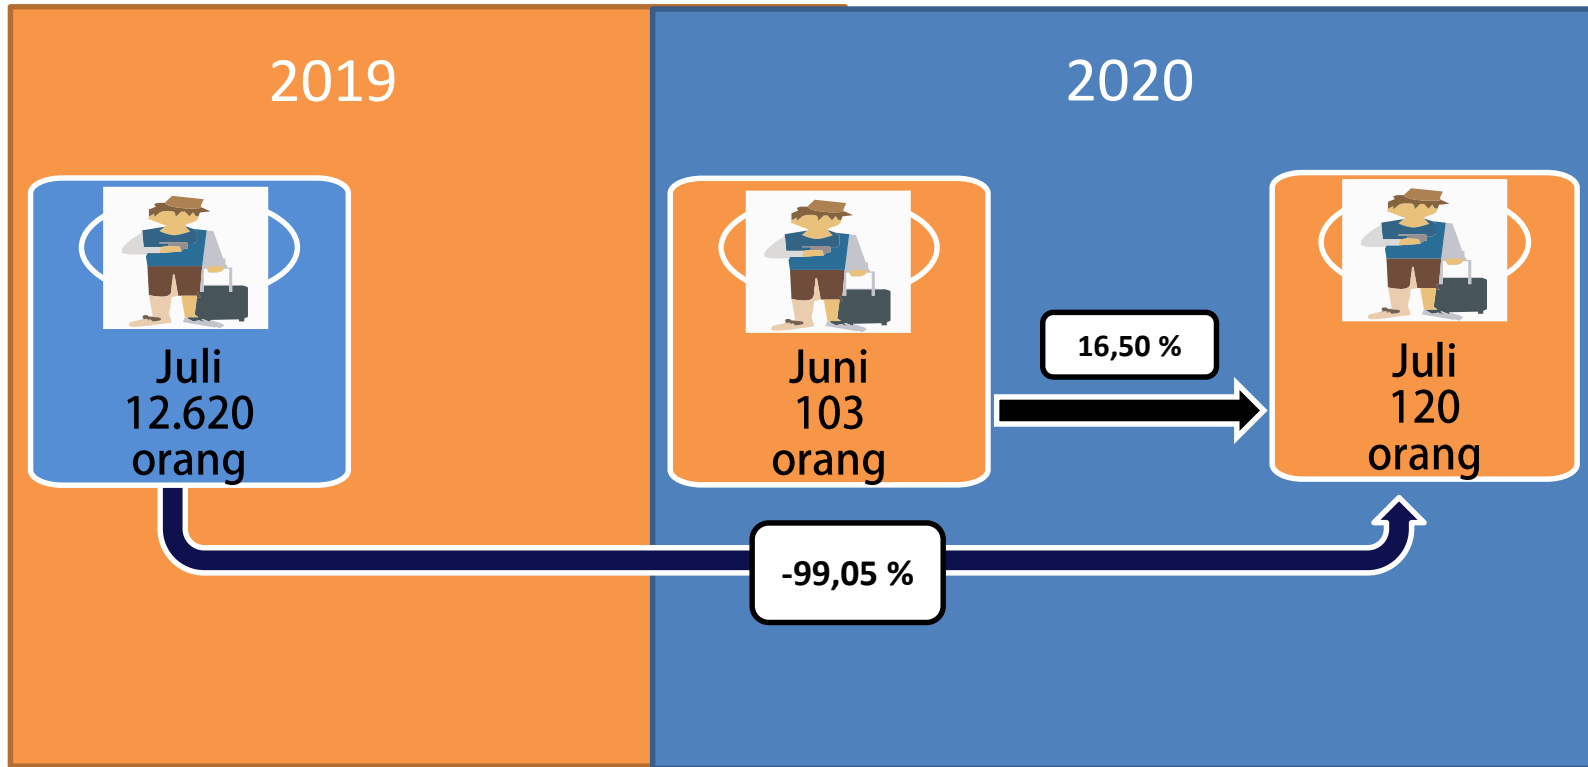 2019
2020
Juli
12.620
orang
Juni
103
orang
16,50 %
Juli
120
orang
-99,05 %